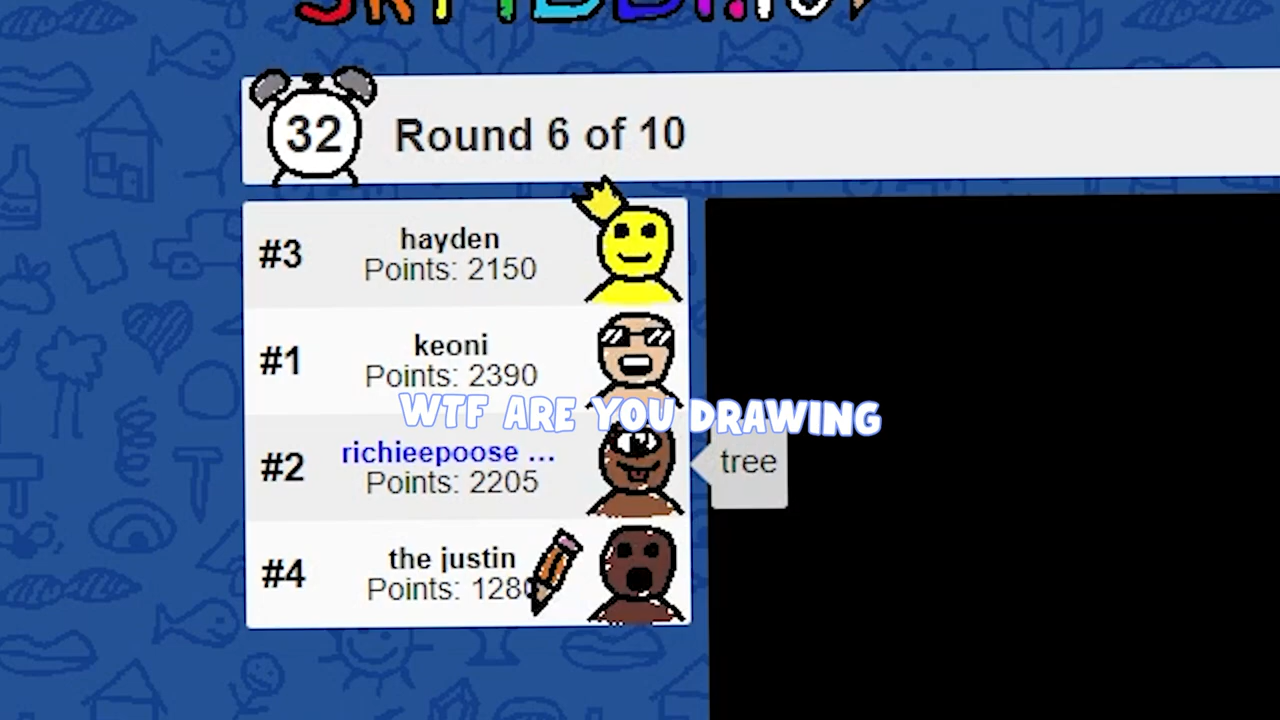 32
Round 6 of 10
#3
hayden
Points: 2150
#1
keoni
Points: 2390
WTF ARE YOU DRAWING
#2
richieepoose ...
Points: 2205
tree
#4
the justin
Points: 1280